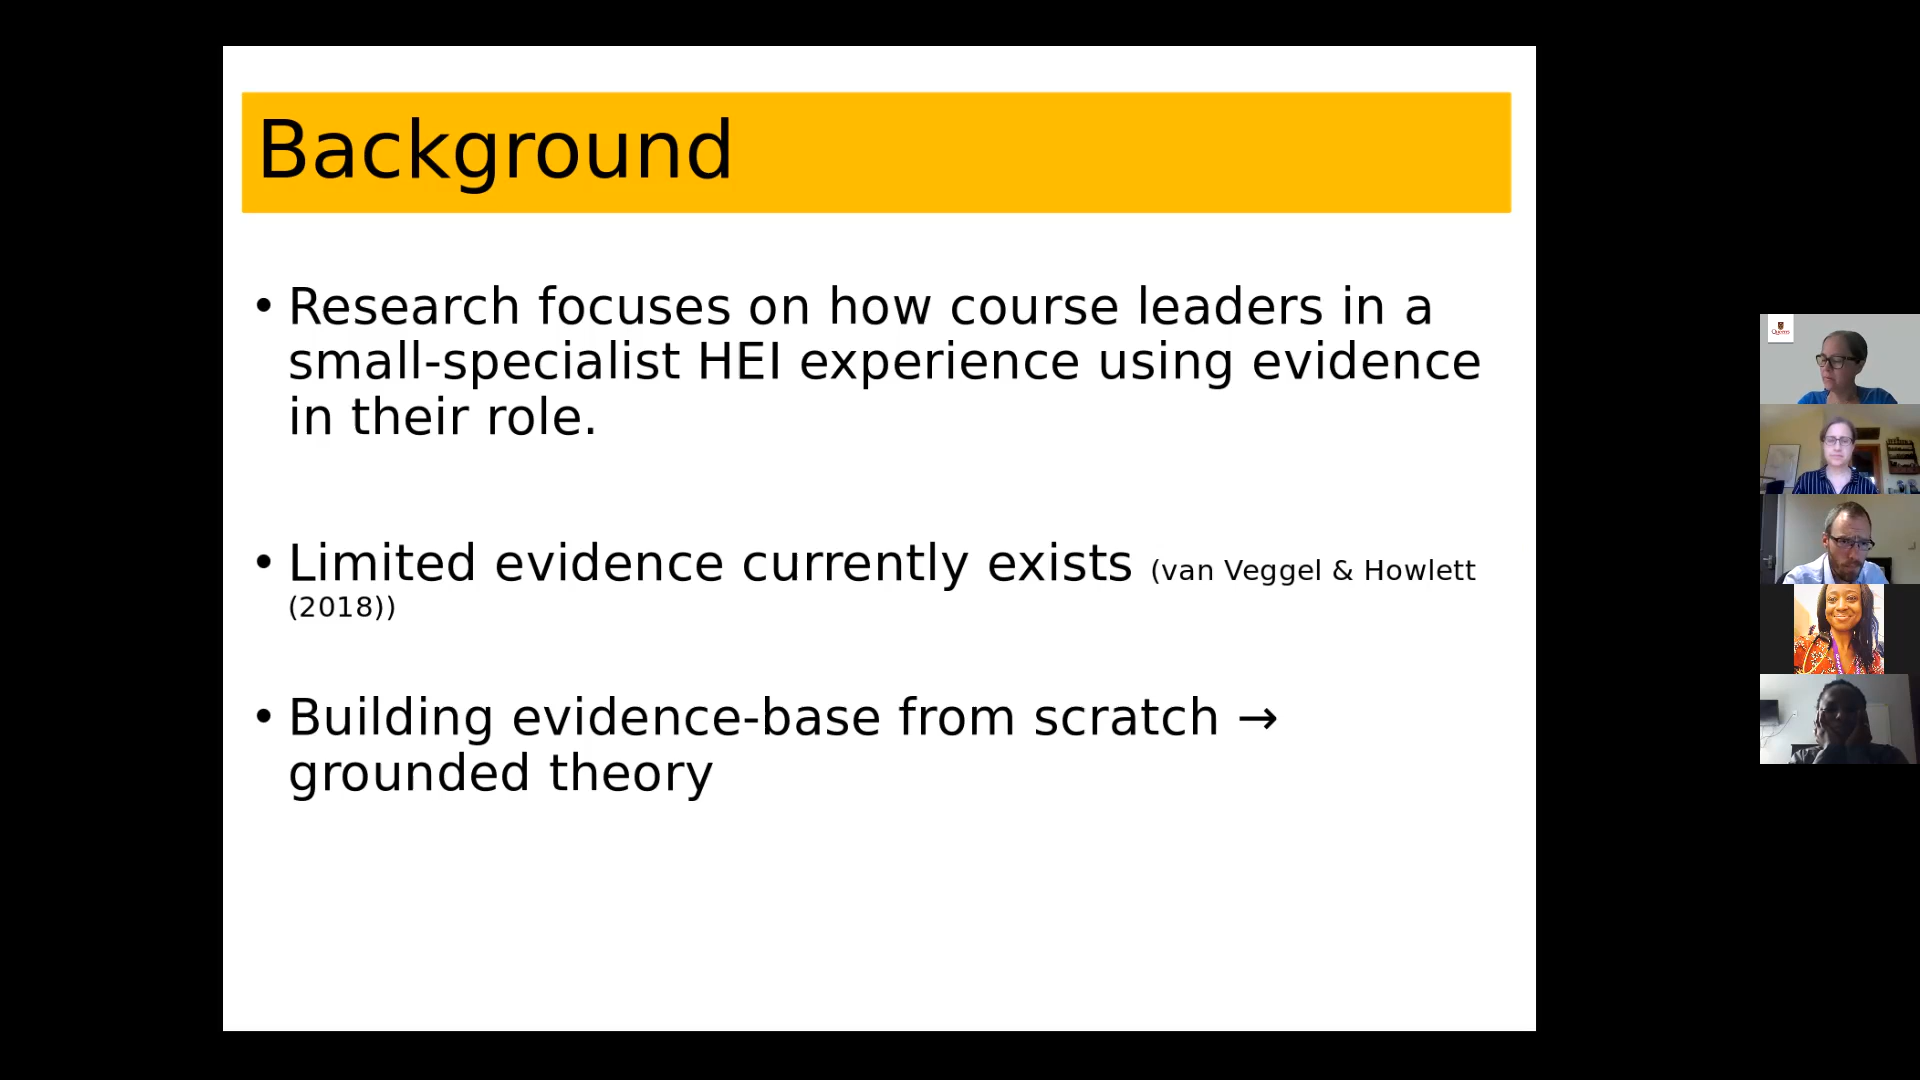 Background
• Research focuses on how course leaders in a
small-specialist HEI experience using evidence
in their role.
• Limited evidence currently exists (van Veggel & Howlett
(2018))
• Building evidence-base from scratch →
grounded theory
Queen's